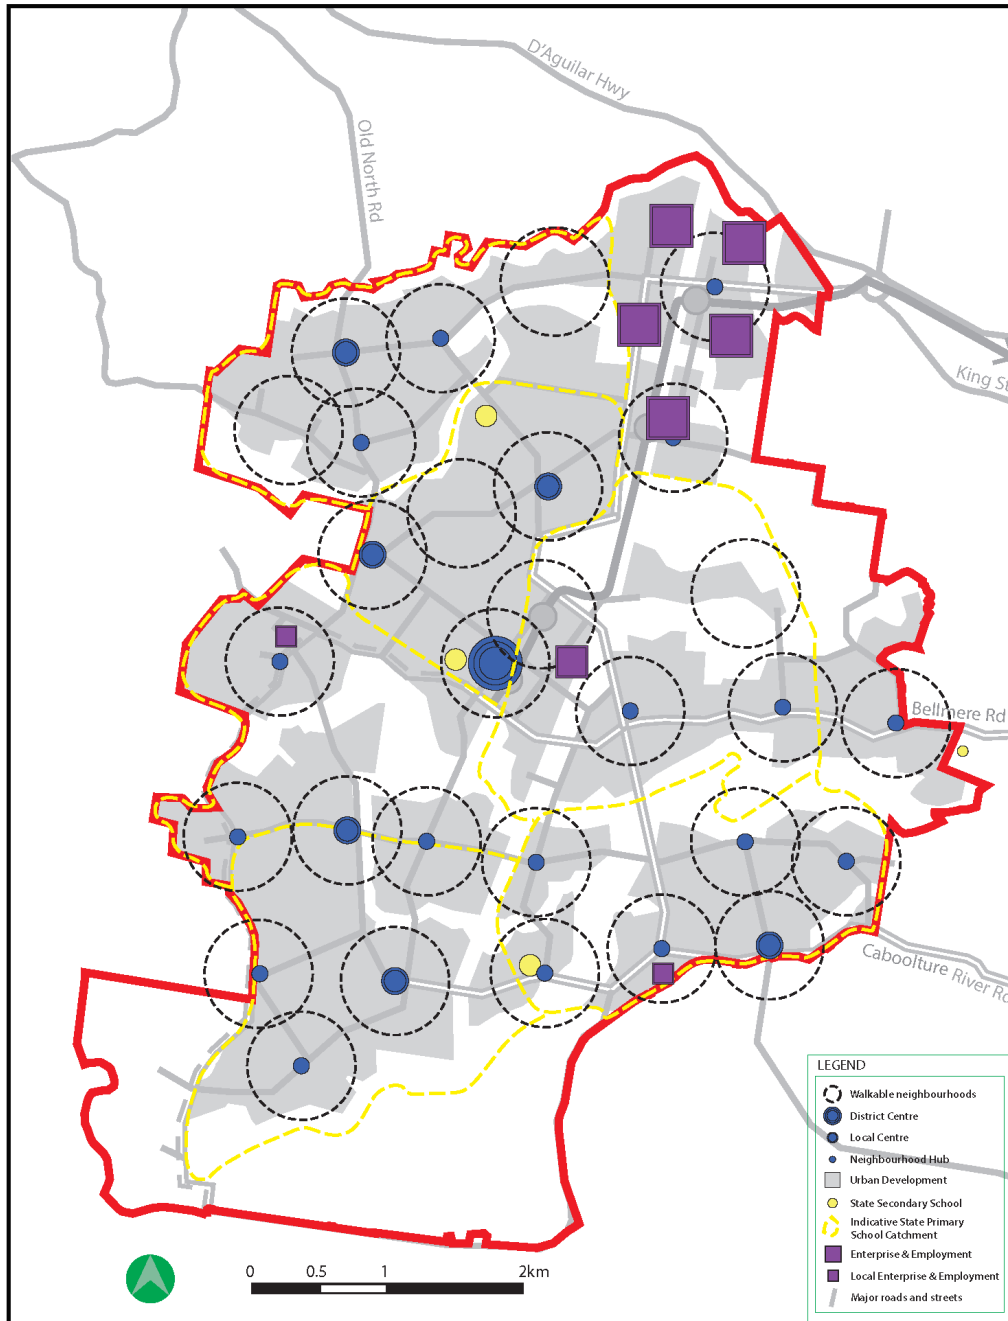 D'Aguilar Hwy
Old North Rd
King St
Bellmere Rd
Caboolture River Rd
LEGEND
Walkable neighbourhoods
District Centre
Local Centre
Neighbourhood Hub
Urban Development
State Secondary School
Indicative State Primary
School Catchment
Enterprise & Employment
Local Enterprise & Employment
Major roads and streets
0 0.5 1 2km